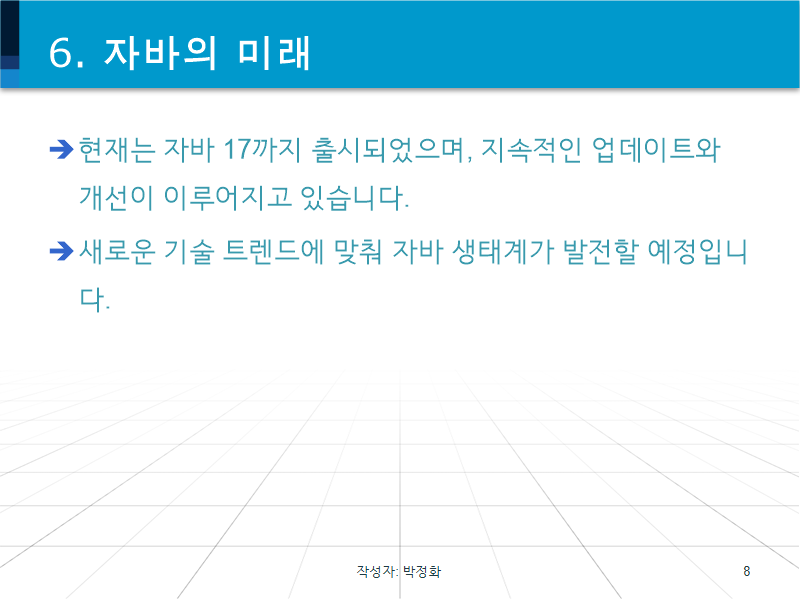 6. 자바의 미래
➔현재는 자바 17까지 출시되었으며, 지속적인 업데이트와
개선이 이루어지고 있습니다.
➔새로운 기술 트렌드에 맞춰 자바 생태계가 발전할 예정입니
다.
작성자: 박정화
8